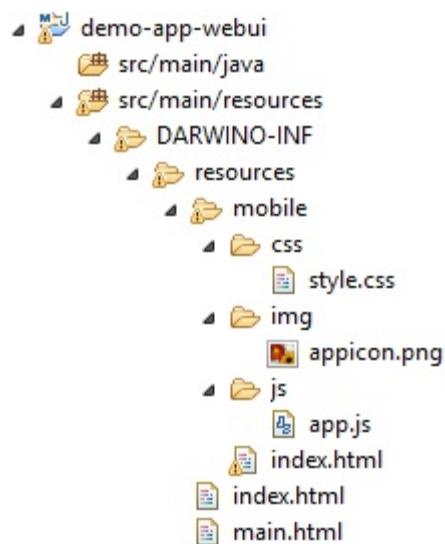 demo-app-webui
src/main/java
src/main/resources
DARWINO-INF
resources
mobile
css
style.css
img
appicon.png
js
app.js
index.html
index.html
main.html